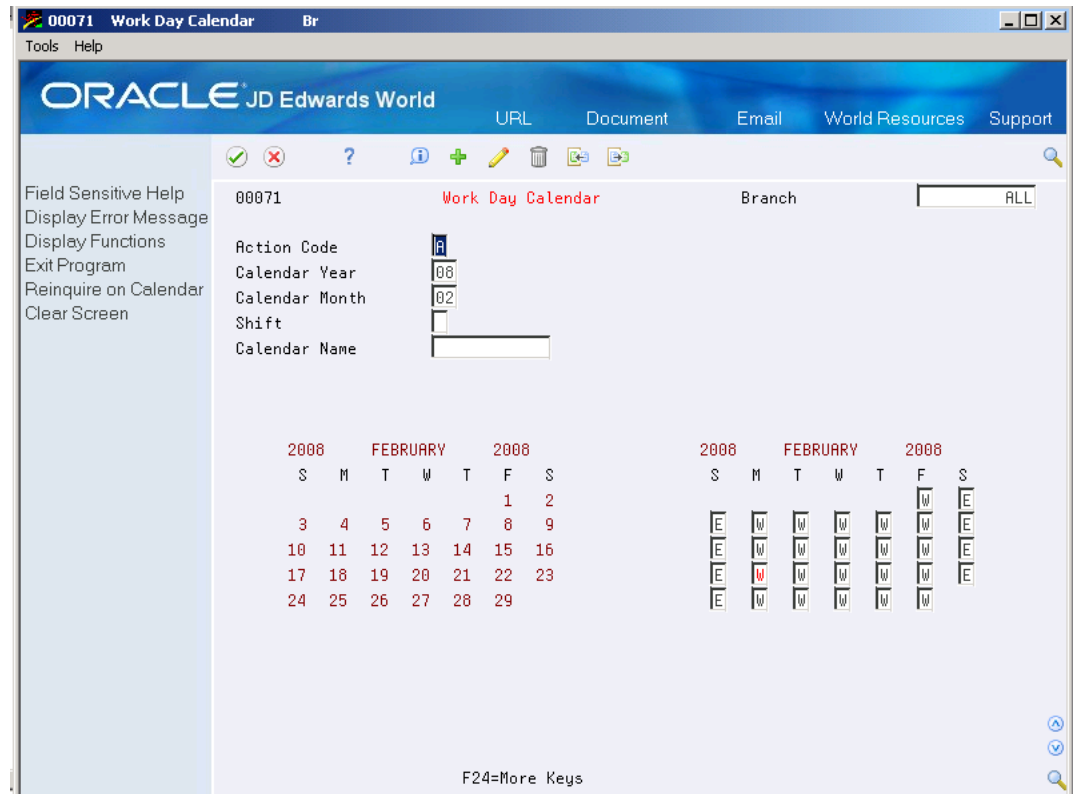 00071 Work Day Calendar Br
Tools Help
ORACLE JD Edwards World
URL Document Email World Resources Support
?
Field Sensitive Help
Display Error Message
Display Functions
Exit Program
Reinquire on Calendar
Clear Screen
00071 Work Day Calendar Branch ALL
Action Code A
Calendar Year 08
Calendar Month 02
Shift
Calendar Name
2008 FEBRUARY 2008
S M T W T F S
1 2
3 4 5 6 7 8 9
10 11 12 13 14 15 16
17 18 19 20 21 22 23
24 25 26 27 28 29
2008 FEBRUARY 2008
S M T W T F S
W E
E W W W W W E
E W W W W W E
E W W W W W E
E W W W W W
F24=More Keys